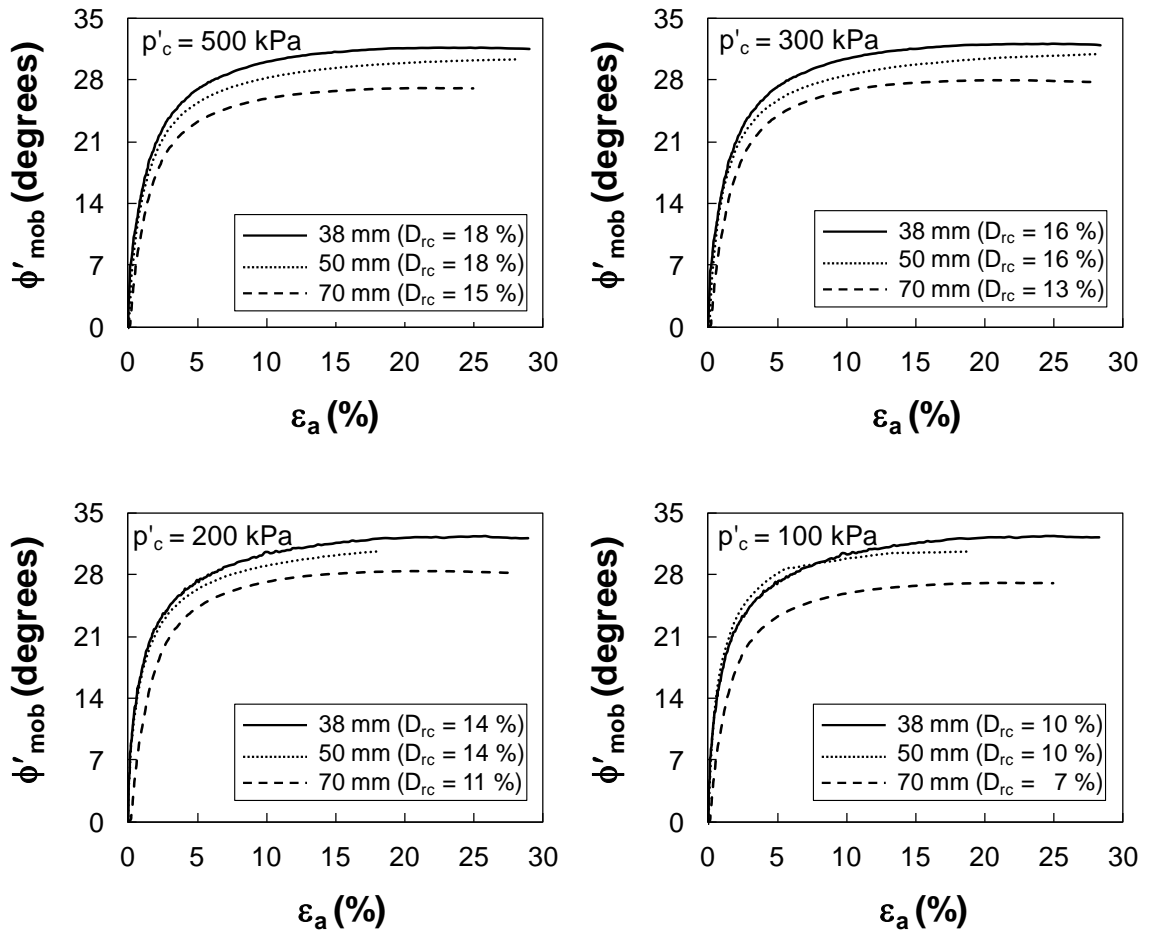 p'c = 500 kPa
ϕ'mob (degrees)
35
28
21
14
7
0
38 mm (Drc = 18 %)
50 mm (Drc = 18 %)
70 mm (Drc = 15 %)
0 5 10 15 20 25 30
εa (%)
p'c = 300 kPa
ϕ'mob (degrees)
35
28
21
14
7
0
38 mm (Drc = 16 %)
50 mm (Drc = 16 %)
70 mm (Drc = 13 %)
0 5 10 15 20 25 30
εa (%)
p'c = 200 kPa
ϕ'mob (degrees)
35
28
21
14
7
0
38 mm (Drc = 14 %)
50 mm (Drc = 14 %)
70 mm (Drc = 11 %)
0 5 10 15 20 25 30
εa (%)
p'c = 100 kPa
ϕ'mob (degrees)
35
28
21
14
7
0
38 mm (Drc = 10 %)
50 mm (Drc = 10 %)
70 mm (Drc = 7 %)
0 5 10 15 20 25 30
εa (%)